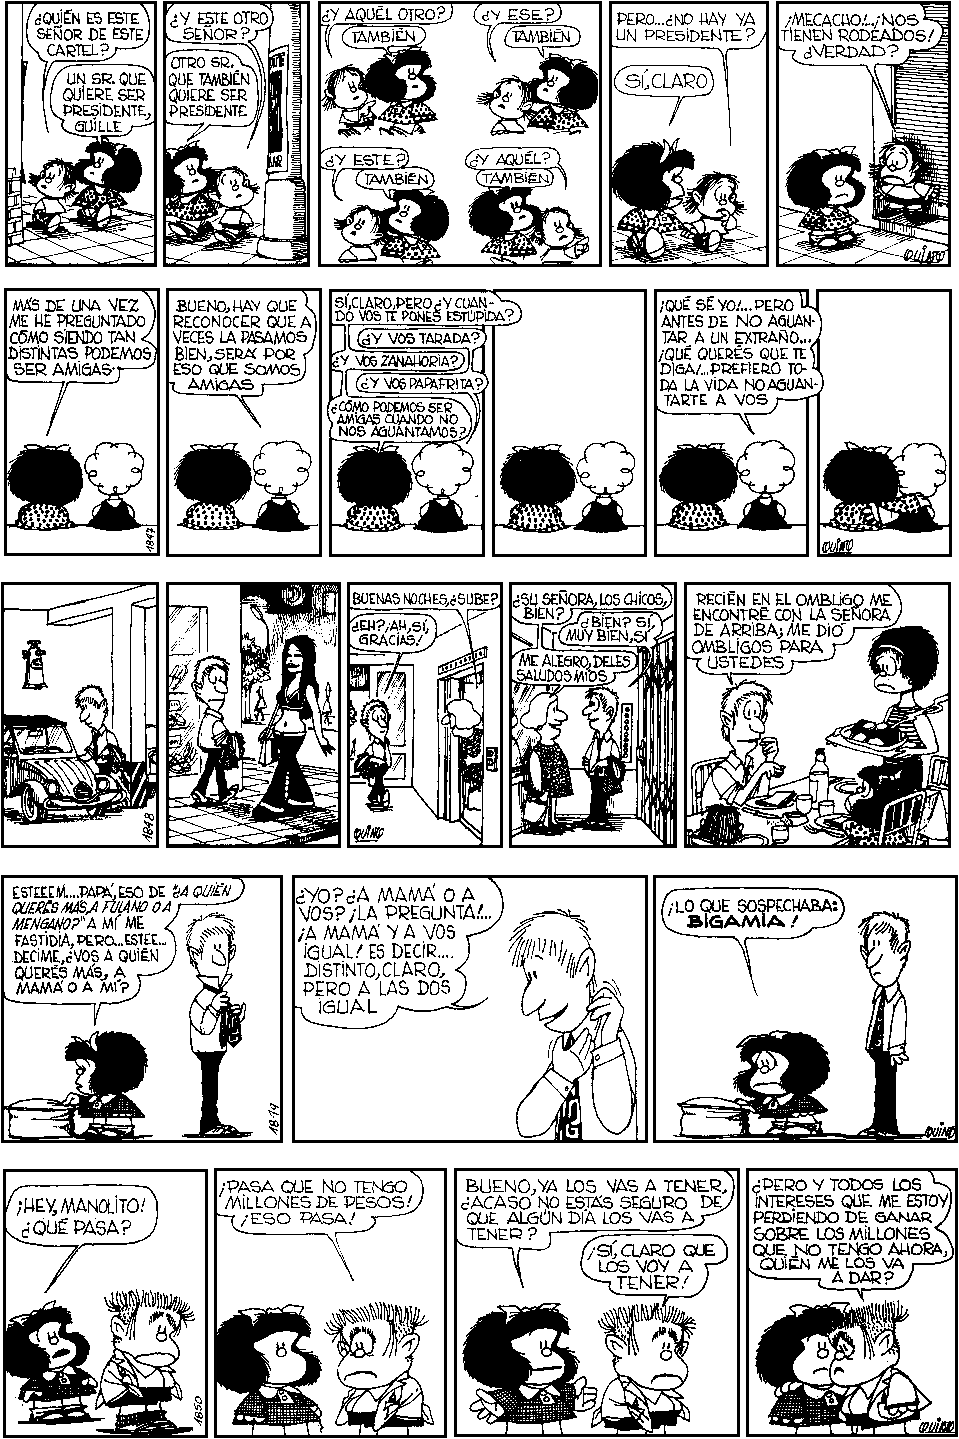 ¿QUIÉN ES ESTE
SEÑOR DE ESTE
CARTEL?
UN SR. QUE
QUIERE SER
PRESIDENTE,
GUILLE
¿Y ESTE OTRO
SEÑOR?
OTRO SR.
QUE TAMBIÉN
QUIERE SER
PRESIDENTE
¿Y AQUÉL OTRO?
TAMBIÉN
¿Y ESE?
TAMBIÉN
¿Y ESTE?
TAMBIÉN
¿Y AQUÉL?
TAMBIÉN
PERO...¿NO HAY YA
UN PRESIDENTE?
SÍ, CLARO
¡MECACHO!...¡NOS
TIENEN RODEADOS!
¿VERDAD?
QUINO
MÁS DE UNA VEZ
ME HE PREGUNTADO
CÓMO SIENDO TAN
DISTINTAS PODEMOS
SER AMIGAS
1847
BUENO, HAY QUE
RECONOCER QUE A
VECES LA PASAMOS
BIEN, SERÁ POR
ESO QUE SOMOS
AMIGAS
SÍ, CLARO, PERO ¿Y CUAN-
DO VOS TE PONES ESTÚPIDA?
¿Y VOS TARADA?
¿Y VOS ZANAHORIA?
¿Y VOS PAPAFRITA?
¿CÓMO PODEMOS SER
AMIGAS CUANDO NO
NOS AGUANTAMOS?
¡QUÉ SÉ YO!...PERO
ANTES DE NO AGUAN-
TAR A UN EXTRAÑO...
¡QUÉ QUERÉS QUE TE
DIGA!...PREFIERO TO-
DA LA VIDA NO AGUAN-
TARTE A VOS
QUINO
1848
BUENAS NOCHES, ¿SUBE?
¿EH?, ¡AH, SÍ,
GRACIAS!
QUINO
¿SU SEÑORA, LOS CHICOS,
BIEN?
¿BIEN? SÍ,
MUY BIEN, SÍ
ME ALEGRO, DELES
SALUDOS MÍOS
RECIÉN EN EL OMBLIGO ME
ENCONTRÉ CON LA SEÑORA
DE ARRIBA; ME DIO
OMBLIGOS PARA
USTEDES
ESTEEEM....PAPÁ, ESO DE "¿A QUIÉN
QUERÉS MÁS, A FULANO O A
MENGANO?" A MÍ ME
FASTIDIA, PERO...ESTEE...
DECIME, ¿VOS A QUIÉN
QUERÉS MÁS, A
MAMÁ O A MÍ?
1849
¿YO? ¿A MAMÁ O A
VOS? ¡LA PREGUNTA!...
¡A MAMÁ Y A VOS
IGUAL! ES DECIR....
DISTINTO, CLARO,
PERO A LAS DOS
IGUAL
¡LO QUE SOSPECHABA:
BIGAMIA!
QUINO
¡HEY, MANOLITO!
¿QUÉ PASA?
1850
¡PASA QUE NO TENGO
MILLONES DE PESOS!
¡ESO PASA!
BUENO, YA LOS VAS A TENER,
¿ACASO NO ESTÁS SEGURO DE
QUE ALGÚN DÍA LOS VAS A
TENER?
¡SÍ, CLARO QUE
LOS VOY A
TENER!
¿PERO Y TODOS LOS
INTERESES QUE ME ESTOY
PERDIENDO DE GANAR
SOBRE LOS MILLONES
QUE NO TENGO AHORA,
QUIÉN ME LOS VA
A DAR?
QUINO